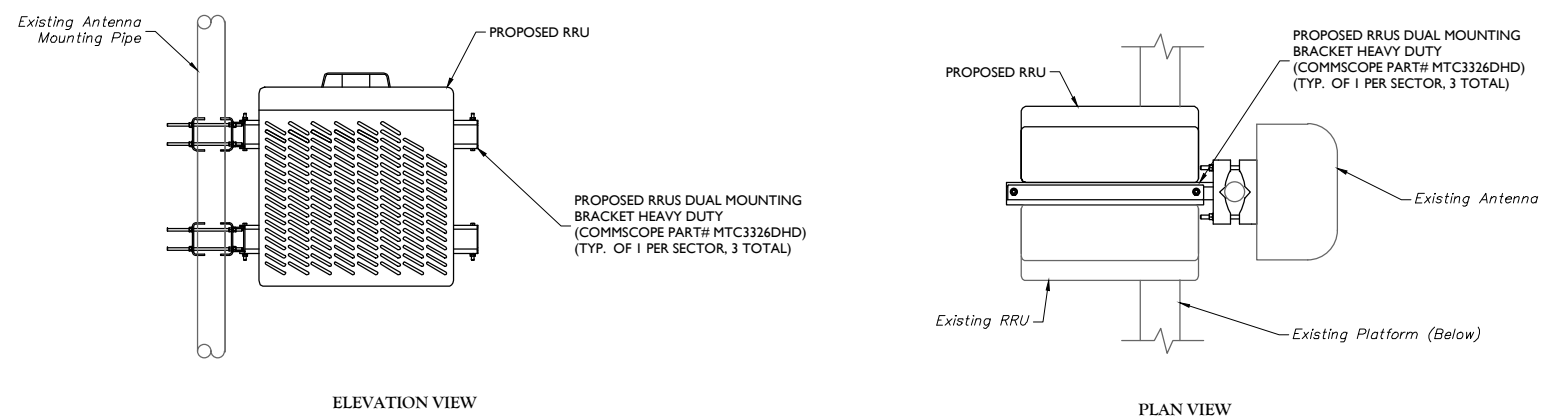 Existing Antenna
Mounting Pipe
PROPOSED RRU
PROPOSED RRUS DUAL MOUNTING
BRACKET HEAVY DUTY
(COMMSCOPE PART# MTC3326DHD)
(TYP. OF 1 PER SECTOR, 3 TOTAL)
ELEVATION VIEW
PROPOSED RRUS DUAL MOUNTING
BRACKET HEAVY DUTY
(COMMSCOPE PART# MTC3326DHD)
(TYP. OF 1 PER SECTOR, 3 TOTAL)
PROPOSED RRU
Existing Antenna
Existing RRU
Existing Platform (Below)
PLAN VIEW